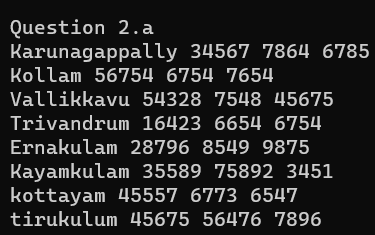 Question 2.a
Karunagappally 34567 7864 6785
Kollam 56754 6754 7654
Vallikkavu 54328 7548 45675
Trivandrum 16423 6654 6754
Ernakulam 28796 8549 9875
Kayamkulam 35589 75892 3451
kottayam 45557 6773 6547
tirukulum 45675 56476 7896